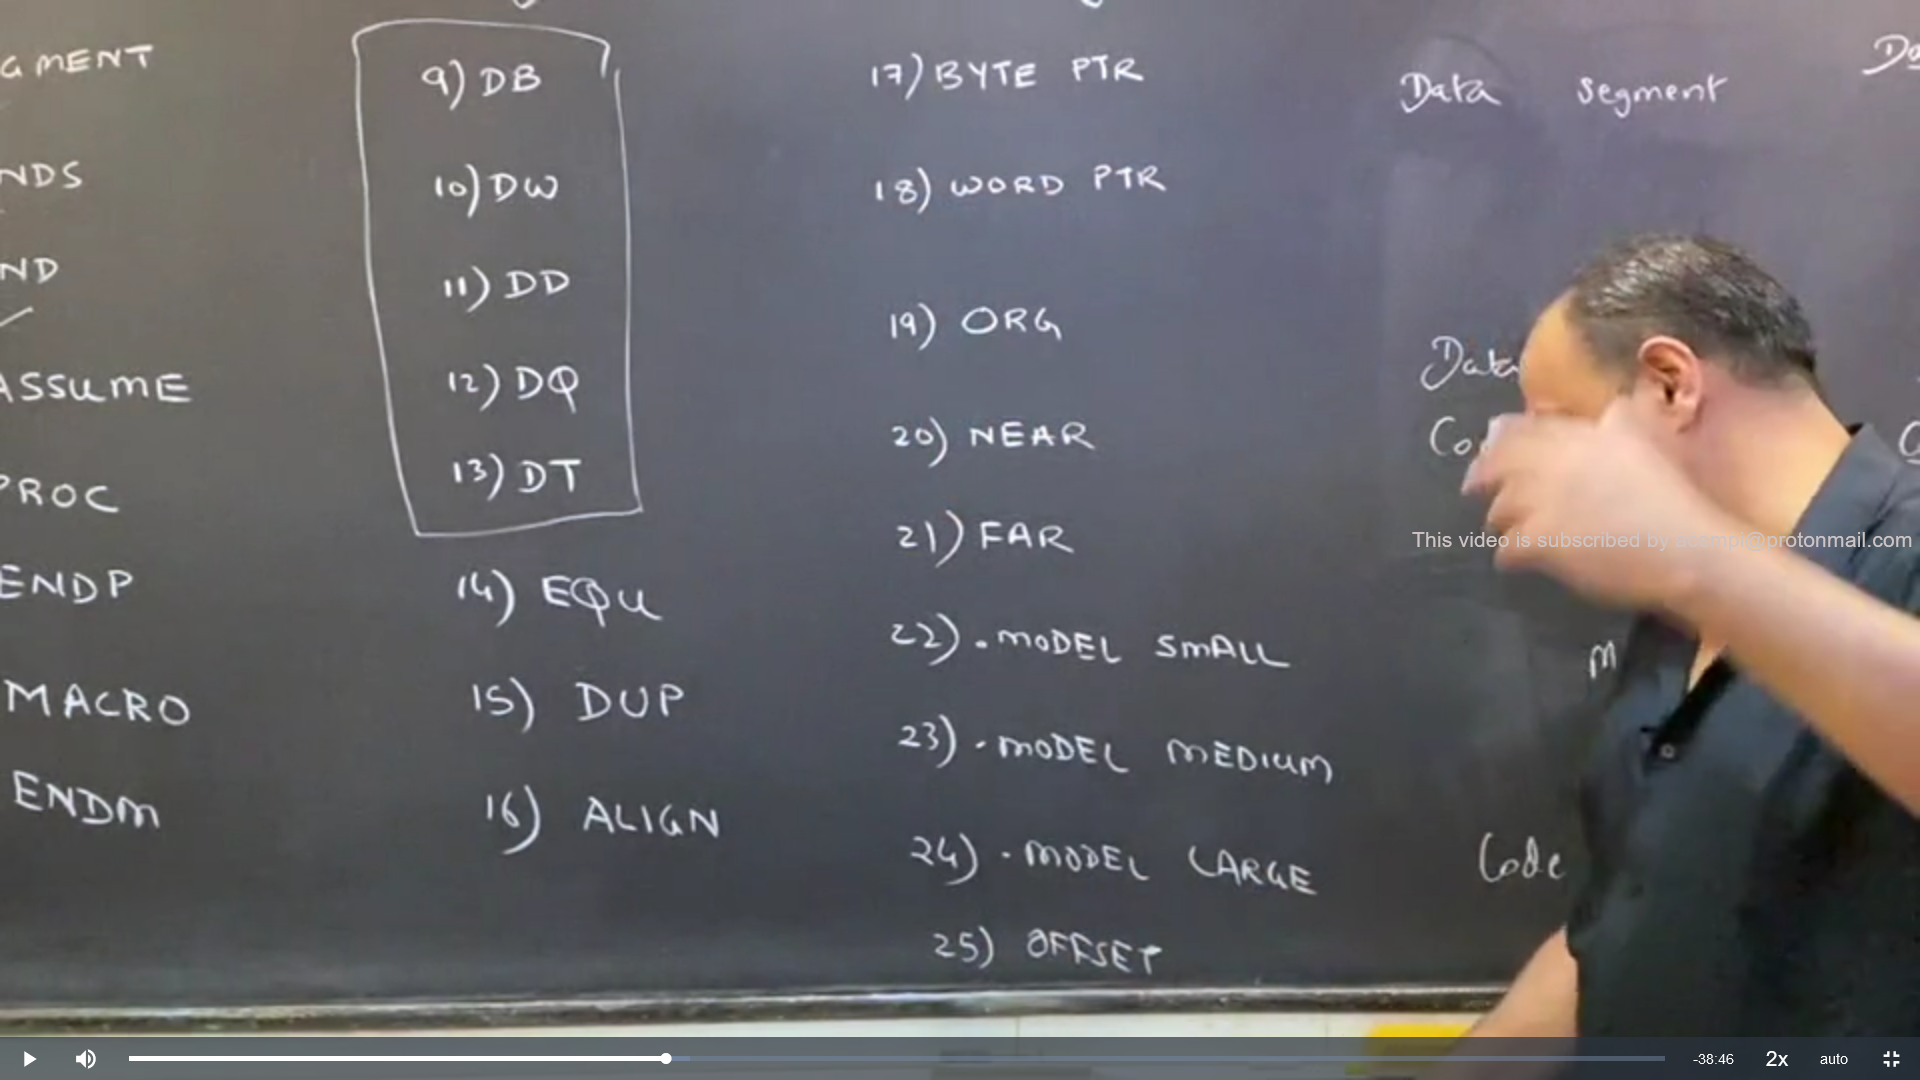 GMENT
NDS
ND
ASSUME
PROC
ENDP
MACRO
ENDM
9) DB
10) DW
11) DD
12) DQ
13) DT
14) EQU
15) DUP
16) ALIGN
17) BYTE PTR
18) WORD PTR
19) ORG
20) NEAR
21) FAR
22) .MODEL SMALL
23) .MODEL MEDIUM
24) .MODEL LARGE
25) OFFSET
Data Segment
Da
Data
Co
M
Code
This video is subscribed by @protonmail.com
-38:46
2x
auto